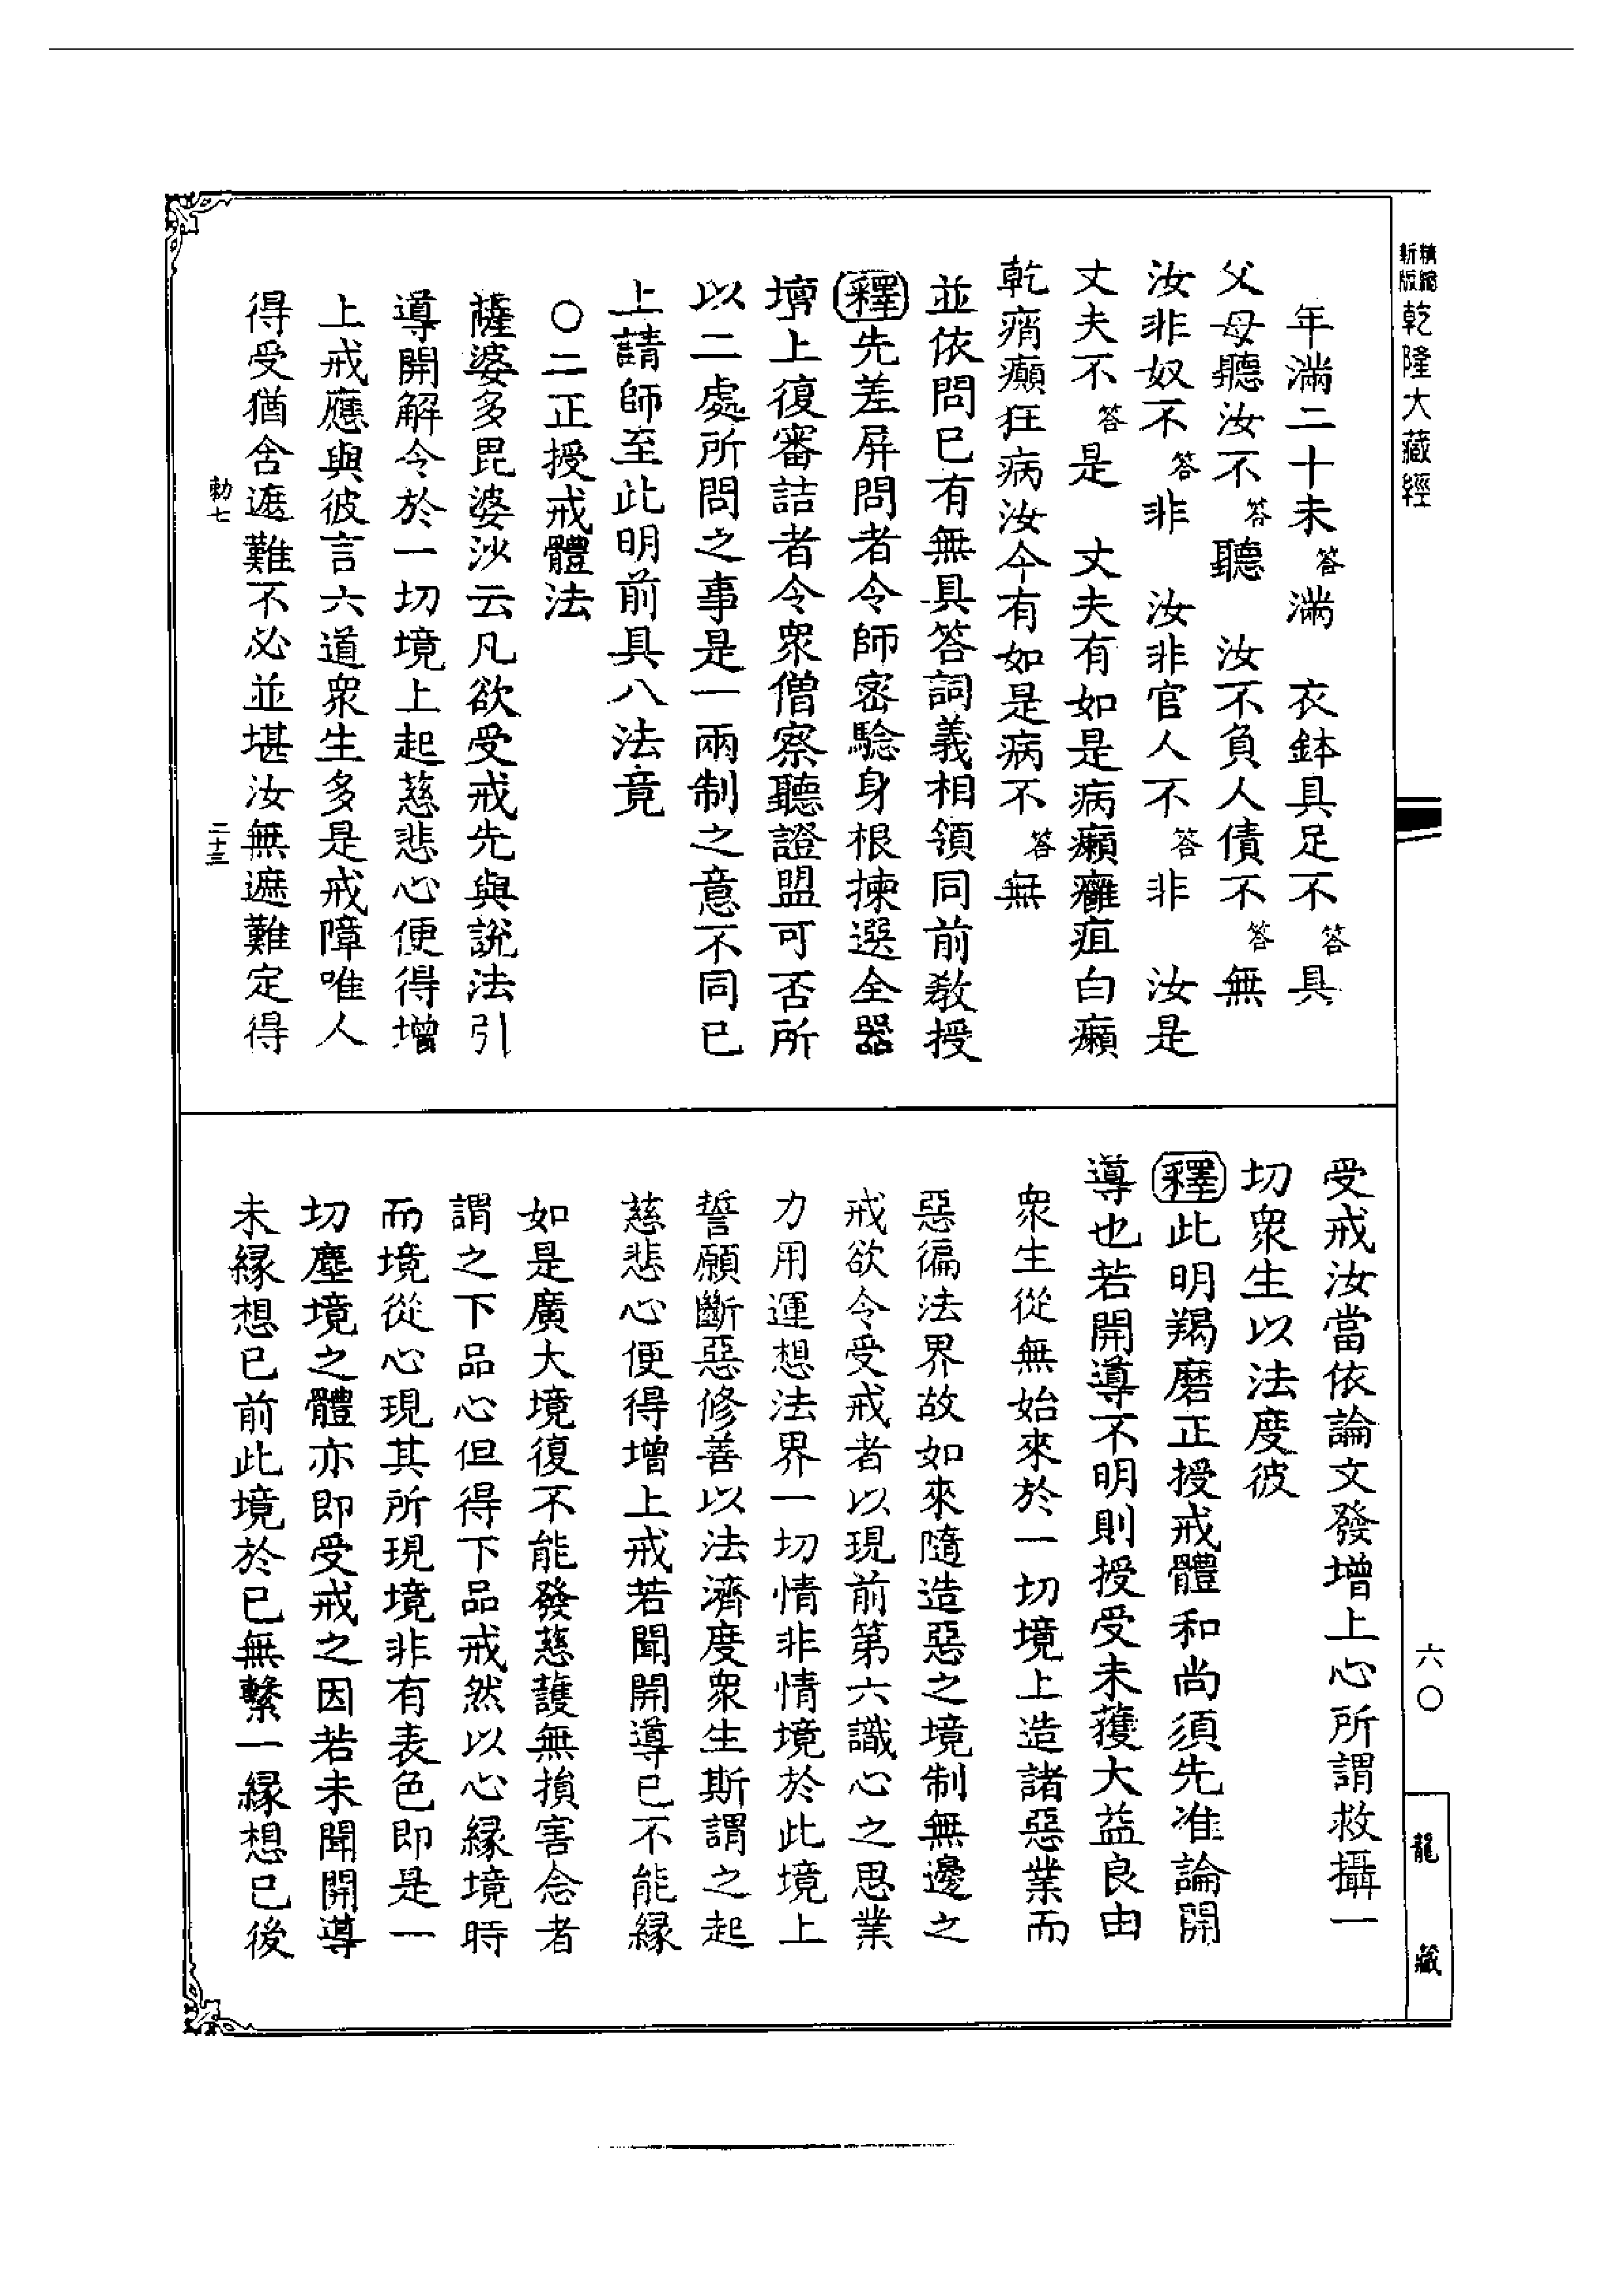 精縮新版乾隆大藏經
年滿二十未答滿　衣鉢具足不答具
父母聽汝不答聽　汝不負人債不答無
汝非奴不答非　汝非官人不答非　汝是
丈夫不答是　丈夫有如是病癩癰疽白癩
乾痟癲狂病汝今有如是病不答無
並依問已有無具答詞義相領同前教授
釋先差屏問者令師密驗身根揀選全器
壇上復審詰者令眾僧察聽證盟可否所
以二處所問之事是一兩制之意不同已
上請師至此明前具八法竟
○二正授戒體法
薩婆多毘婆沙云凡欲受戒先與說法引
導開解令於一切境上起慈悲心便得增
上戒應與彼言六道衆生多是戒障唯人
得受猶含遮難不必並堪汝無遮難定得
勅七
二十三
受戒汝當依論文發增上心所謂救攝一
切衆生以法度彼
釋此明羯磨正授戒體和尚須先准論開
導也若開導不明則授受未獲大益良由
衆生從無始來於一切境上造諸惡業而
惡徧法界故如來隨造惡之境制無邊之
戒欲令受戒者以現前第六識心之思業
力用運想法界一切情非情境於此境上
誓願斷惡修善以法濟度衆生斯謂之起
慈悲心便得增上戒若聞開導已不能緣
如是廣大境復不能發慈護無損害念者
謂之下品心但得下品戒然以心緣境時
而境從心現其所現境非有表色即是一
切塵境之體亦即受戒之因若未聞開導
未緣想已前此境於已無繫一緣想已後
六〇
龍藏